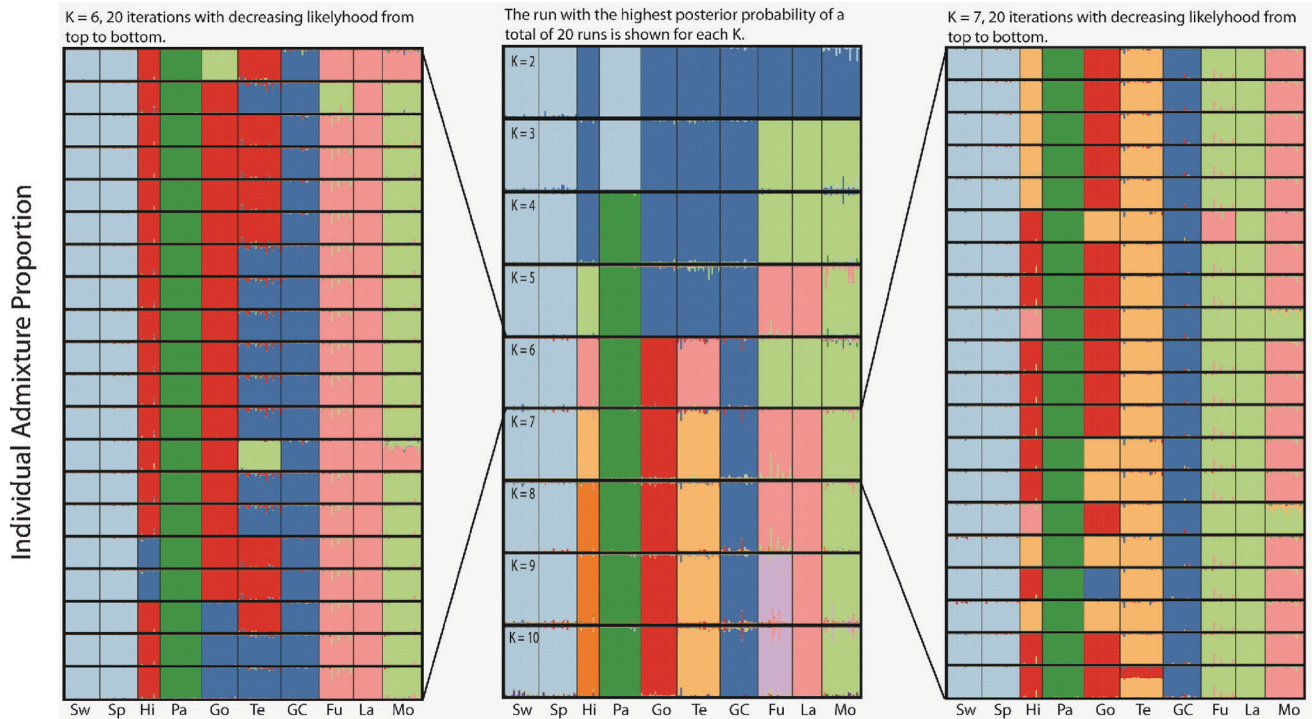 K = 6, 20 iterations with decreasing likelyhood from
top to bottom.
The run with the highest posterior probability of a
total of 20 runs is shown for each K.
K = 7, 20 iterations with decreasing likelyhood from
top to bottom.
Individual Admixture Proportion
K = 2
K = 3
K = 4
K = 5
K = 6
K = 7
K = 8
K = 9
K = 10
Sw Sp Hi Pa Go Te GC Fu La Mo
Sw Sp Hi Pa Go Te GC Fu La Mo
Sw Sp Hi Pa Go Te GC Fu La Mo